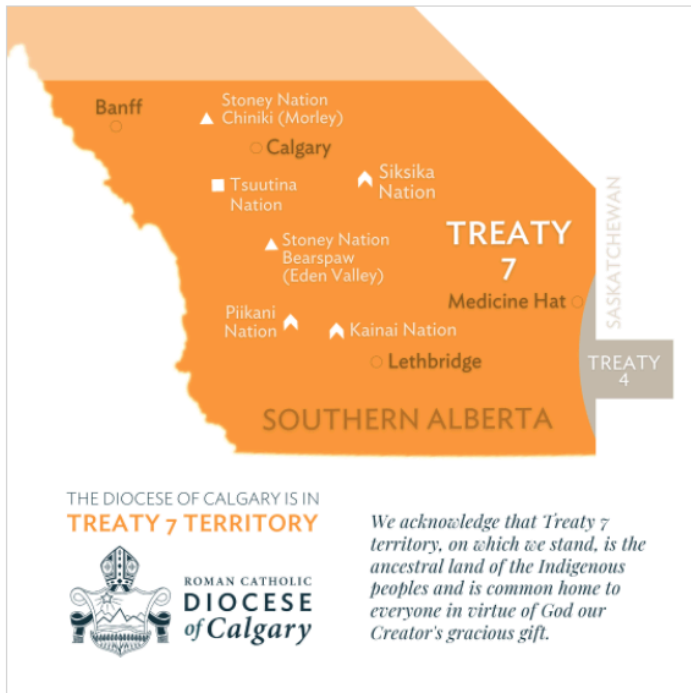 Banff
Stoney Nation
Chiniki (Morley)
Calgary
Tsuutina
Nation
Siksika
Nation
Stoney Nation
Bearspaw
(Eden Valley)
TREATY
7
SASKATCHEWAN
Medicine Hat
Piikani
Nation
Kainai Nation
Lethbridge
TREATY
4
SOUTHERN ALBERTA
THE DIOCESE OF CALGARY IS IN
TREATY 7 TERRITORY
ROMAN CATHOLIC
DIOCESE
of Calgary
We acknowledge that Treaty 7
territory, on which we stand, is the
ancestral land of the Indigenous
peoples and is common home to
everyone in virtue of God our
Creator's gracious gift.